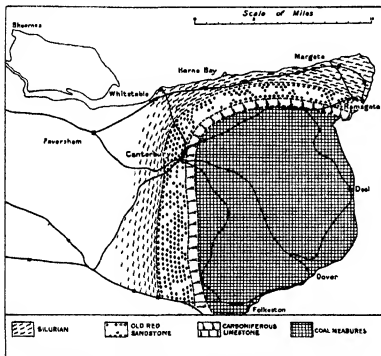 Scale of Miles
Sheerness
Margate
Herne Bay
Ramsgate
Whitstable
Faversham
Canterbury
Deal
Dover
Folkeston
SILURIAN
OLD RED
SANDSTONE
CARBONIFEROUS
LIMESTONE
COAL MEASURES